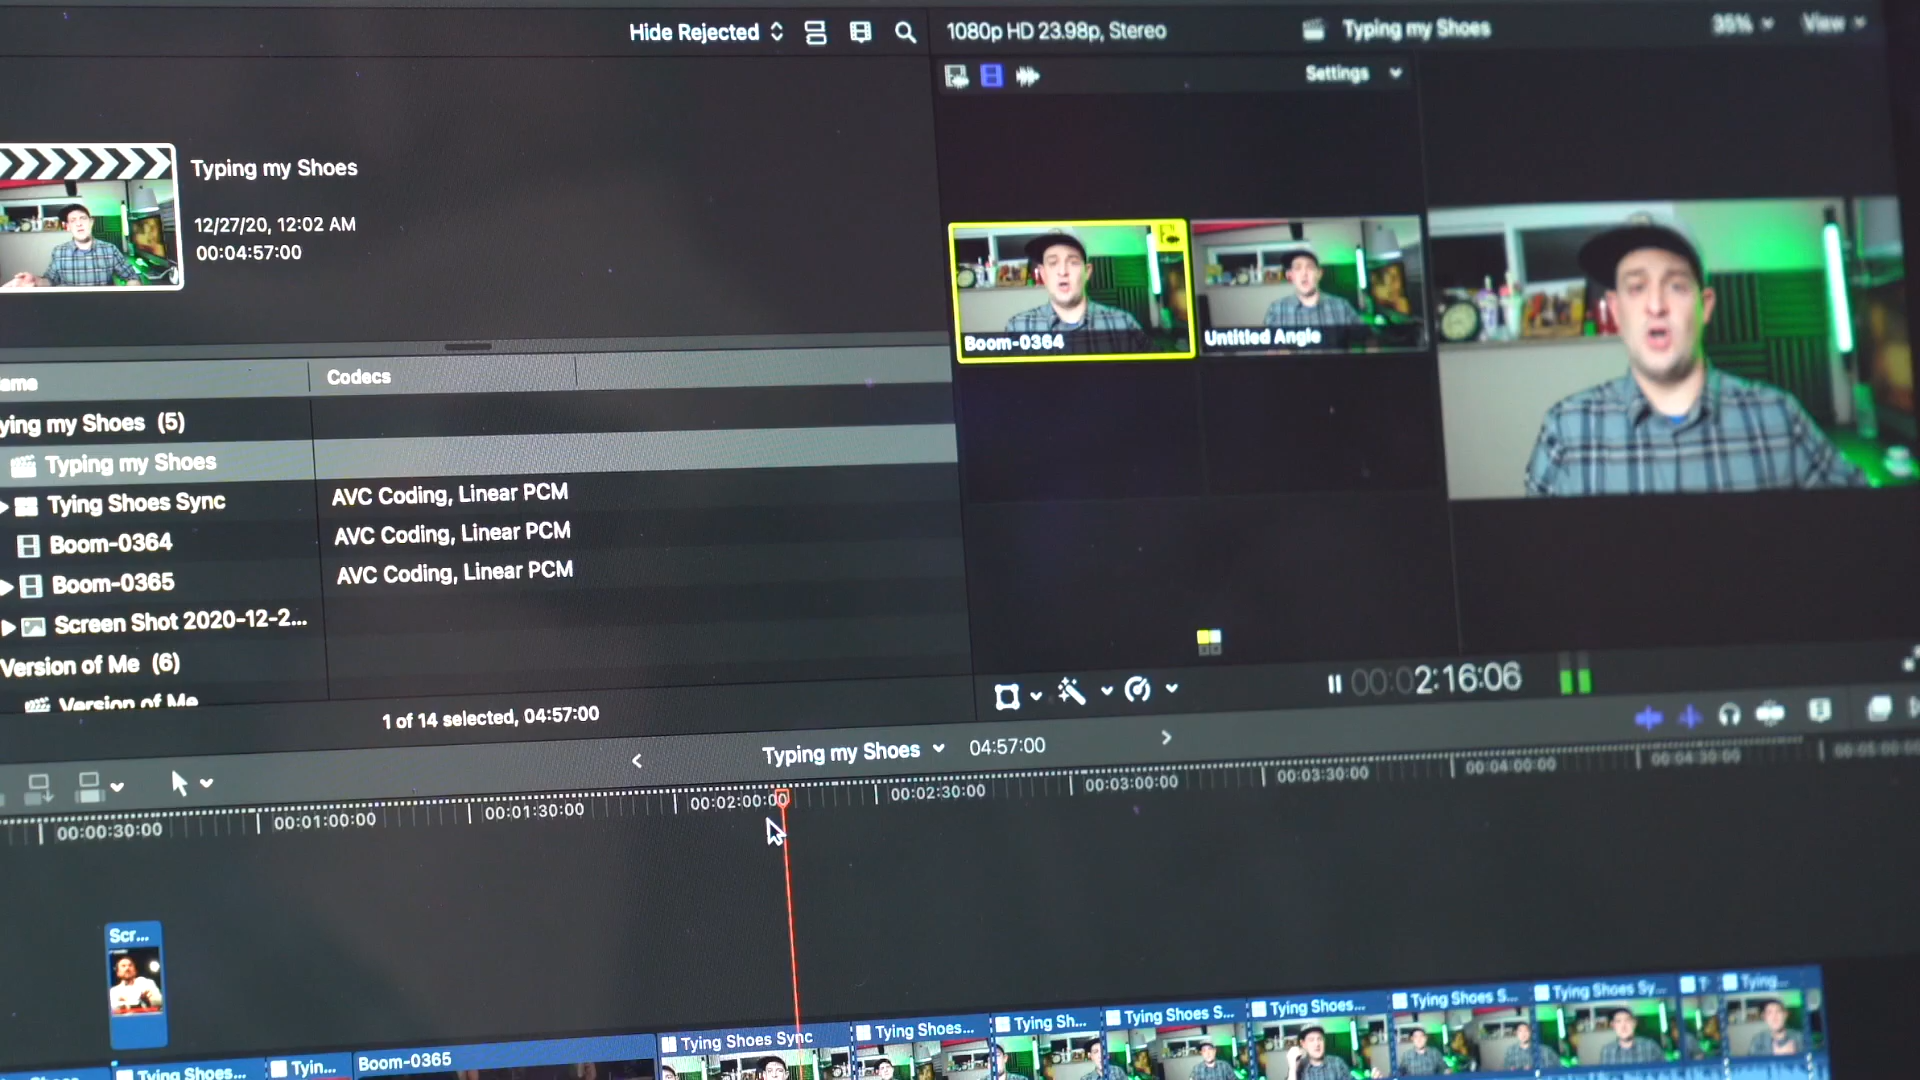 Hide Rejected
1080p HD 23.98p, Stereo
Typing my Shoes
35%
View
Settings
Typing my Shoes
12/27/20, 12:02 AM
00:04:57:00
Boom-0364
Untitled Angle
ame
Codecs
ying my Shoes (5)
Typing my Shoes
Tying Shoes Sync
AVC Coding, Linear PCM
Boom-0364
AVC Coding, Linear PCM
Boom-0365
AVC Coding, Linear PCM
Screen Shot 2020-12-2...
Version of Me (6)
Version of Me
1 of 14 selected, 04:57:00
00:02:16:06
Typing my Shoes
04:57:00
00:00:30:00
00:01:00:00
00:01:30:00
00:02:00:00
00:02:30:00
00:03:00:00
00:03:30:00
00:04:00:00
00:04:30:00
00:05:00:00
Scr...
Tying Shoes...
Tyin...
Boom-0365
Tying Shoes Sync
Tying Shoes...
Tying Sh...
Tying Shoes S...
Tying Shoes...
Tying Shoes S...
Tying Shoes Sy...
T
Tying...